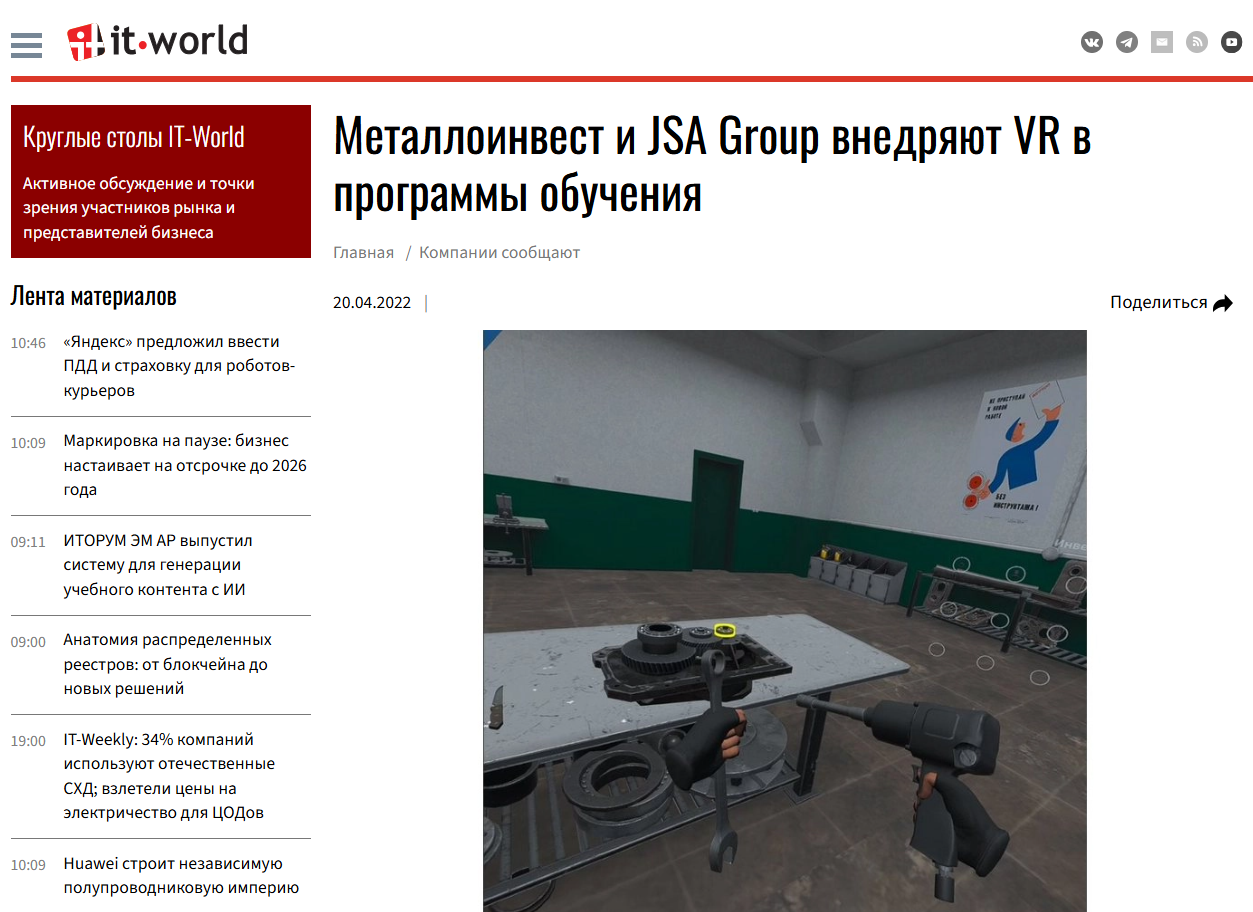 it·world
Круглые столы IT-World
Активное обсуждение и точки
зрения участников рынка и
представителей бизнеса
Лента материалов
10:46 «Яндекс» предложил ввести
ПДД и страховку для роботов-
курьеров
10:09 Маркировка на паузе: бизнес
настаивает на отсрочке до 2026
года
09:11 ИТОРУМ ЭМ АР выпустил
систему для генерации
учебного контента с ИИ
09:00 Анатомия распределенных
реестров: от блокчейна до
новых решений
19:00 IT-Weekly: 34% компаний
используют отечественные
СХД; взлетели цены на
электричество для ЦОДов
10:09 Huawei строит независимую
полупроводниковую империю
Металлоинвест и JSA Group внедряют VR в
программы обучения
Главная / Компании сообщают
20.04.2022 |
Поделиться
НЕ ПРИСТУПАЙ
К НОВОЙ
РАБОТЕ
БЕЗ
ИНСТРУКТАЖА!
Инве